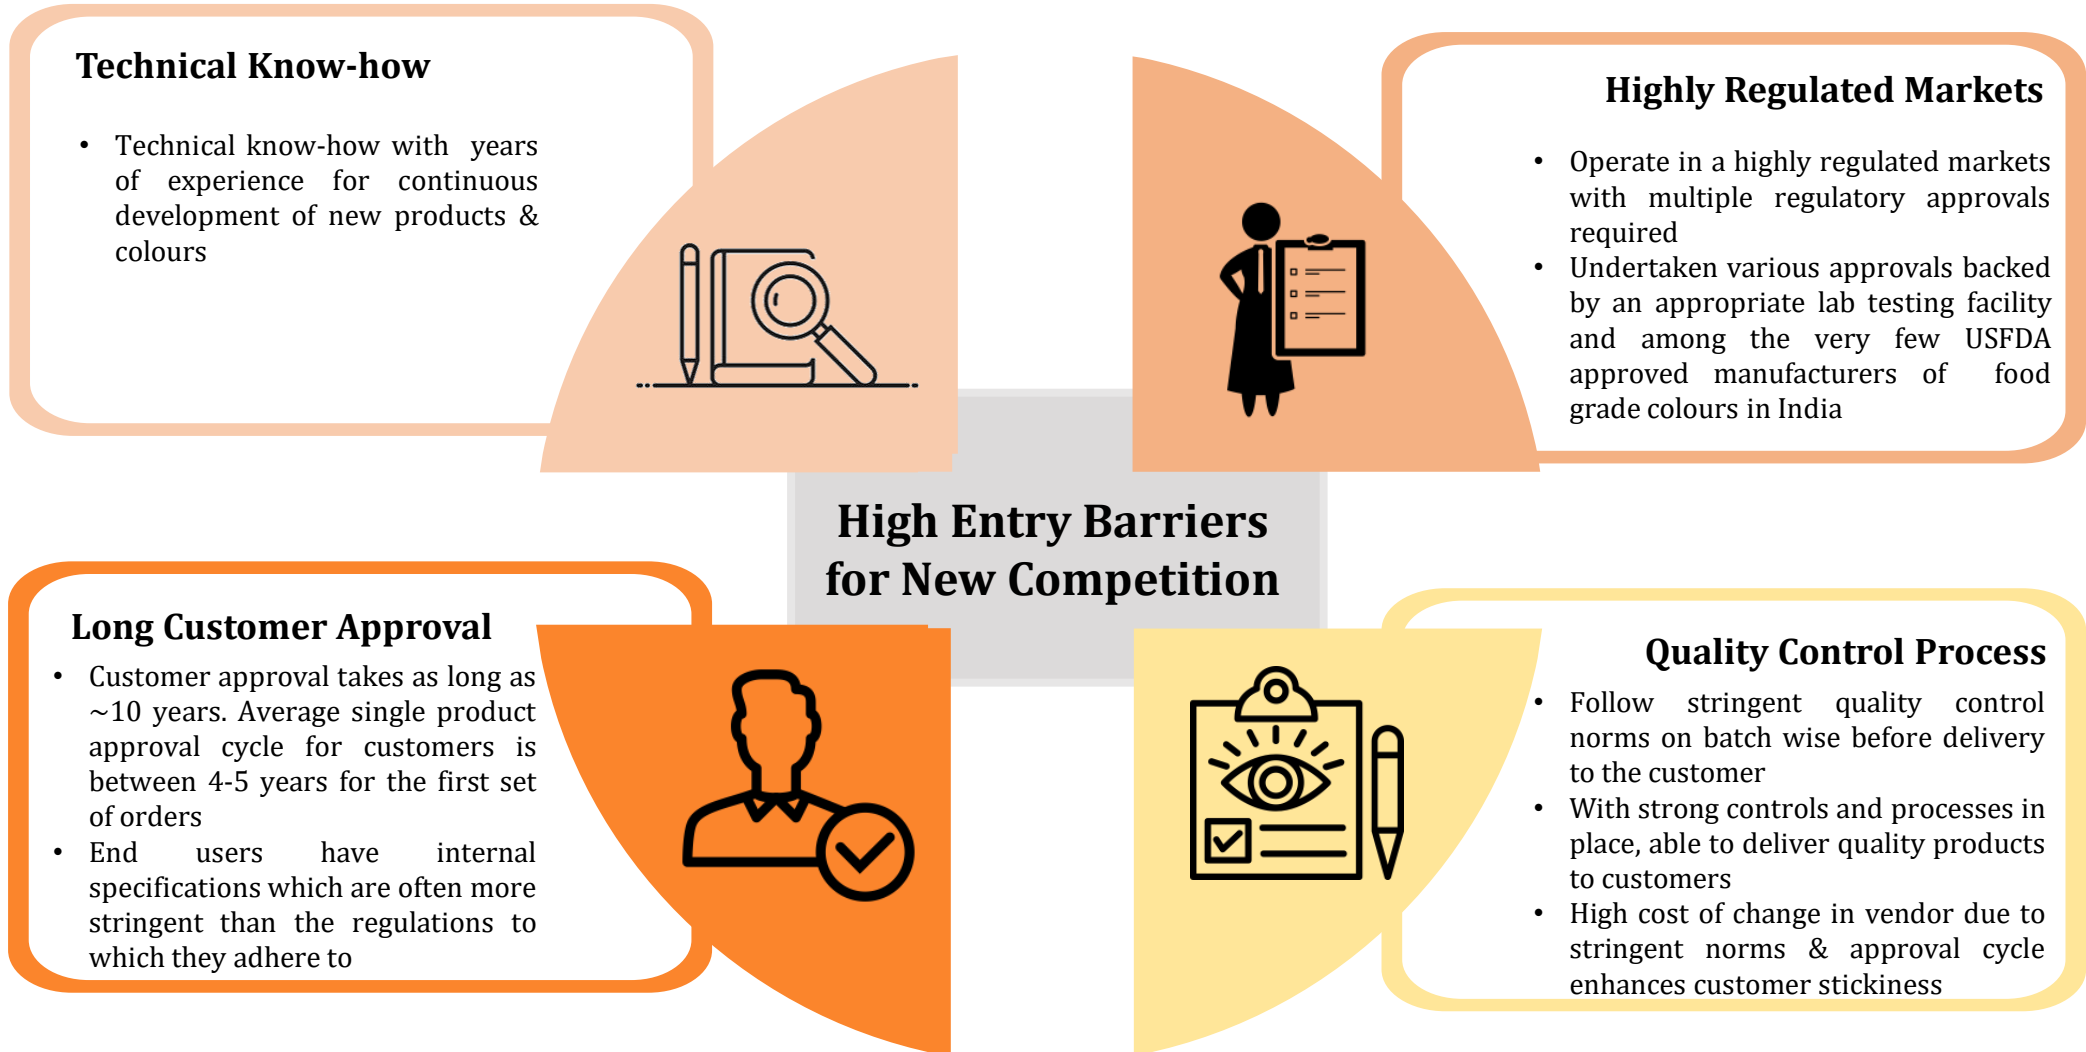 Technical Know-how
• Technical know-how with years
of experience for continuous
development of new products &
colours
Highly Regulated Markets
• Operate in a highly regulated markets
with multiple regulatory approvals
required
• Undertaken various approvals backed
by an appropriate lab testing facility
and among the very few USFDA
approved manufacturers of food
grade colours in India
High Entry Barriers
for New Competition
Long Customer Approval
• Customer approval takes as long as
~10 years. Average single product
approval cycle for customers is
between 4-5 years for the first set
of orders
• End users have internal
specifications which are often more
stringent than the regulations to
which they adhere to
Quality Control Process
• Follow stringent quality control
norms on batch wise before delivery
to the customer
• With strong controls and processes in
place, able to deliver quality products
to customers
• High cost of change in vendor due to
stringent norms & approval cycle
enhances customer stickiness